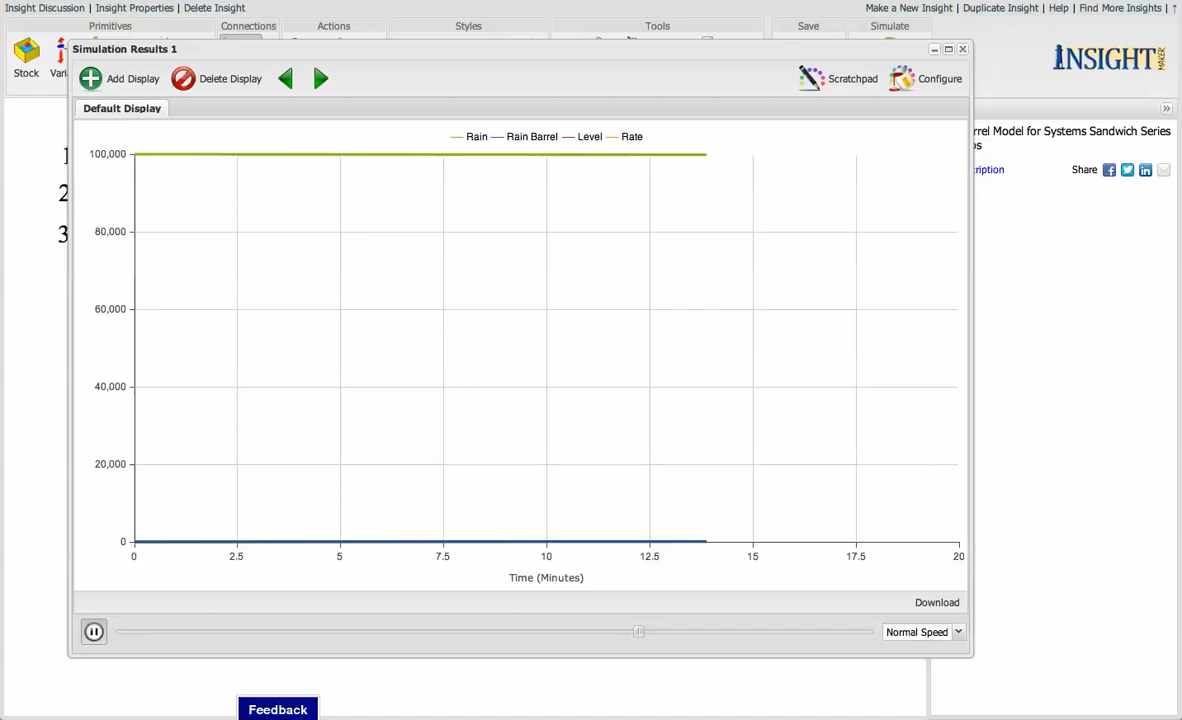 Insight Discussion | Insight Properties | Delete Insight
Make a New Insight | Duplicate Insight | Help | Find More Insights | ↑
Primitives Connections Actions Styles Tools Save Simulate
Simulation Results 1
Stock
Add Display
Delete Display
Scratchpad
Configure
INSIGHT MAKER
Default Display
Model for Systems Sandwich Series
Share
Rain Rain Barrel Level Rate
100,000
80,000
60,000
40,000
20,000
0
0 2.5 5 7.5 10 12.5 15 17.5 20
Time (Minutes)
1
2
3
Download
Normal Speed
Feedback